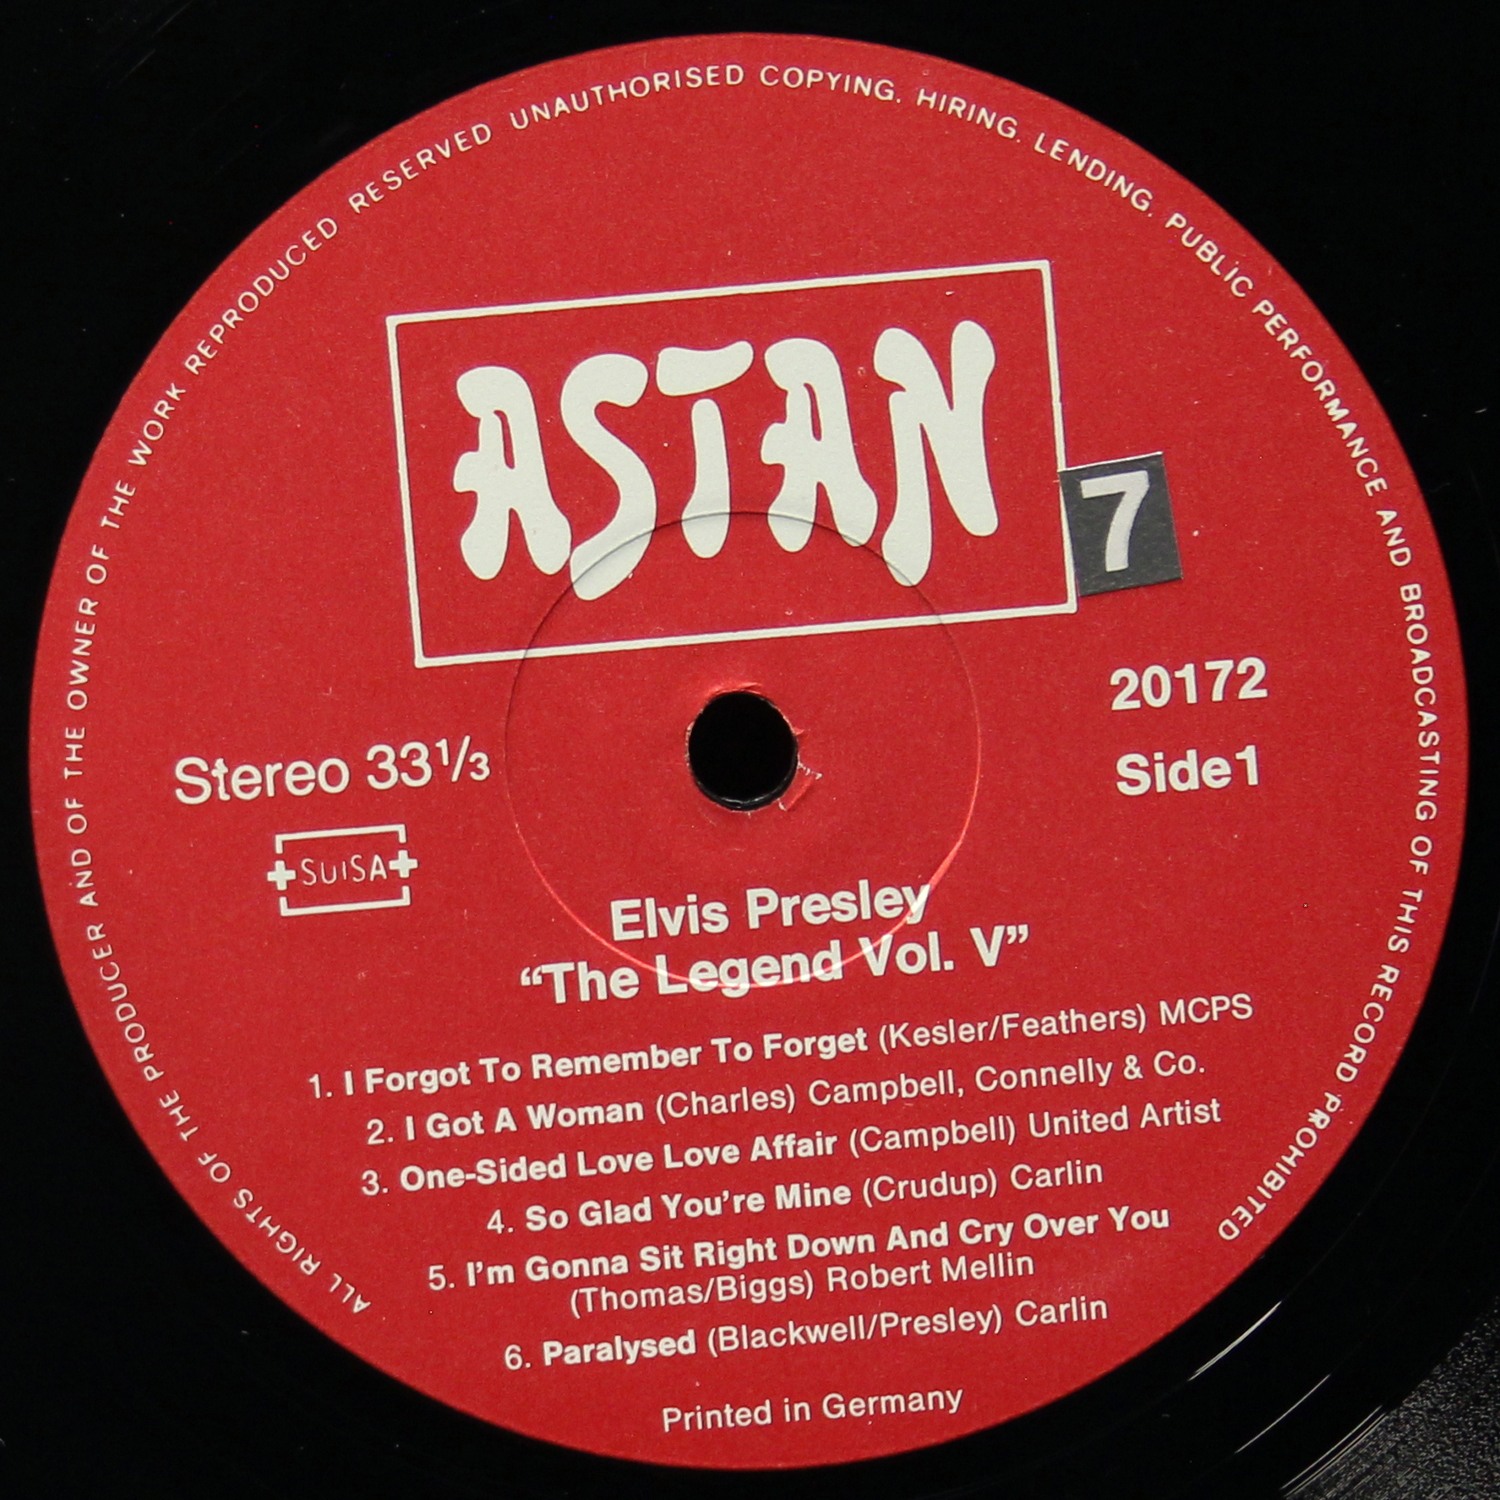 ALL RIGHTS OF THE PRODUCER AND OF THE OWNER OF THE WORK REPRODUCED RESERVED UNAUTHORISED COPYING. HIRING. LENDING. PUBLIC PERFORMANCE AND BROADCASTING OF THIS RECORD PROHIBITED
ASTAN
7
20172
Stereo 33⅓
Side1
SUISA
Elvis Presley
“The Legend Vol. V”
1. I Forgot To Remember To Forget (Kesler/Feathers) MCPS
2. I Got A Woman (Charles) Campbell, Connelly & Co.
3. One-Sided Love Love Affair (Campbell) United Artist
4. So Glad You're Mine (Crudup) Carlin
5. I'm Gonna Sit Right Down And Cry Over You
(Thomas/Biggs) Robert Mellin
6. Paralysed (Blackwell/Presley) Carlin
Printed in Germany